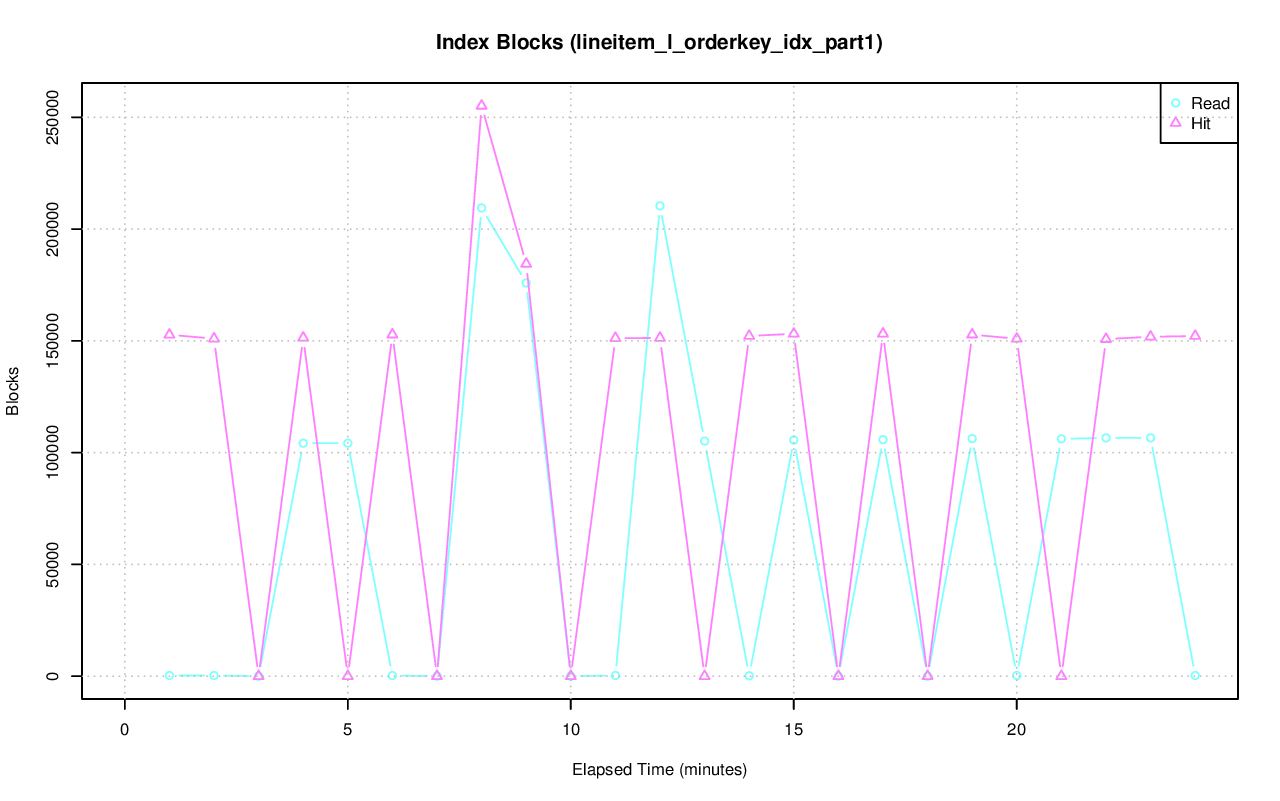 Index Blocks (lineitem_l_orderkey_idx_part1)
Read
Hit
250000
200000
150000
100000
50000
0
Blocks
0 5 10 15 20
Elapsed Time (minutes)